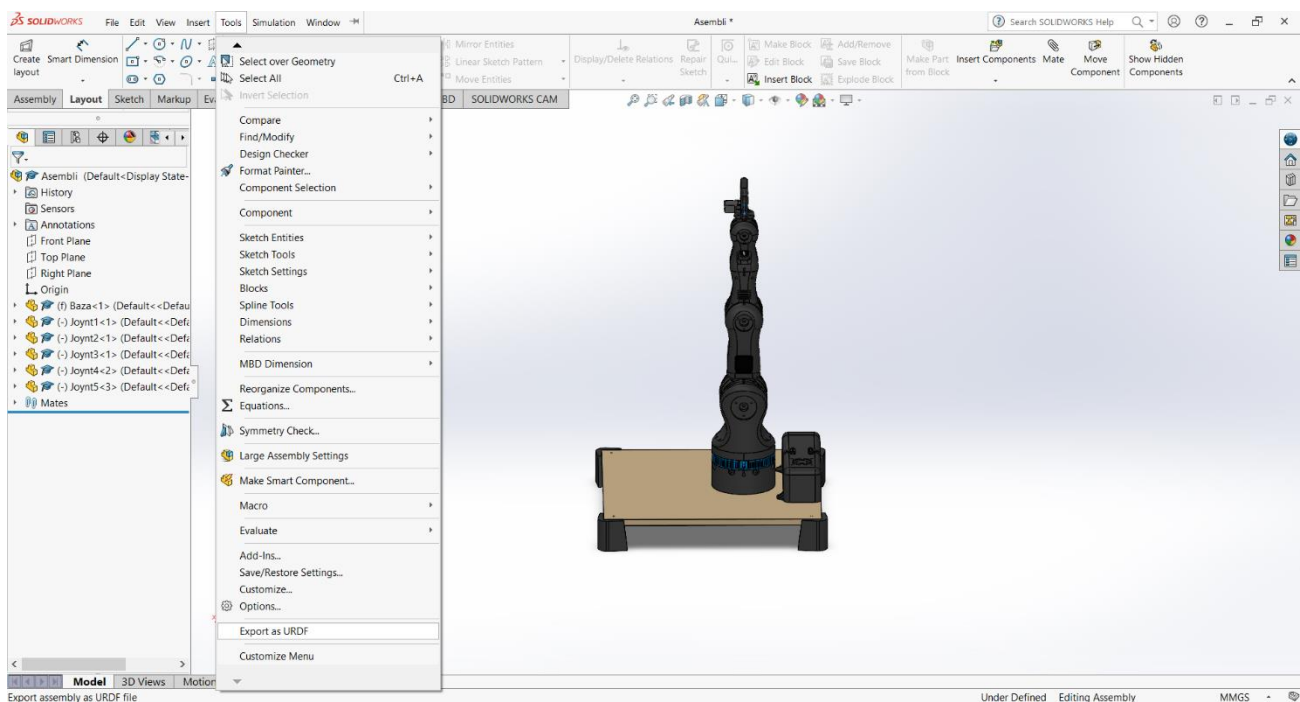 SOLIDWORKS File Edit View Insert Tools Simulation Window Asembli * Search SOLIDWORKS Help
Create layout Smart Dimension
Mirror Entities
Linear Sketch Pattern
Move Entities
Display/Delete Relations
Repair Sketch
Qui...
Make Block
Edit Block
Insert Block
Add/Remove
Save Block
Explode Block
Make Part from Block
Insert Components
Mate
Move Component
Show Hidden Components
Assembly Layout Sketch Markup Ev BD SOLIDWORKS CAM
Asembli (Default<Display State-
History
Sensors
Annotations
Front Plane
Top Plane
Right Plane
Origin
(f) Baza<1> (Default<<Defau
(-) Joynt1<1> (Default<<Defa
(-) Joynt2<1> (Default<<Defa
(-) Joynt3<1> (Default<<Defa
(-) Joynt4<2> (Default<<Defa
(-) Joynt5<3> (Default<<Defa
Mates
Select over Geometry
Select All Ctrl+A
Invert Selection
Compare
Find/Modify
Design Checker
Format Painter...
Component Selection
Component
Sketch Entities
Sketch Tools
Sketch Settings
Blocks
Spline Tools
Dimensions
Relations
MBD Dimension
Reorganize Components...
Equations...
Symmetry Check...
Large Assembly Settings
Make Smart Component...
Macro
Evaluate
Add-Ins...
Save/Restore Settings...
Customize...
Options...
Export as URDF
Customize Menu
Model 3D Views Motion
Export assembly as URDF file Under Defined Editing Assembly MMGS